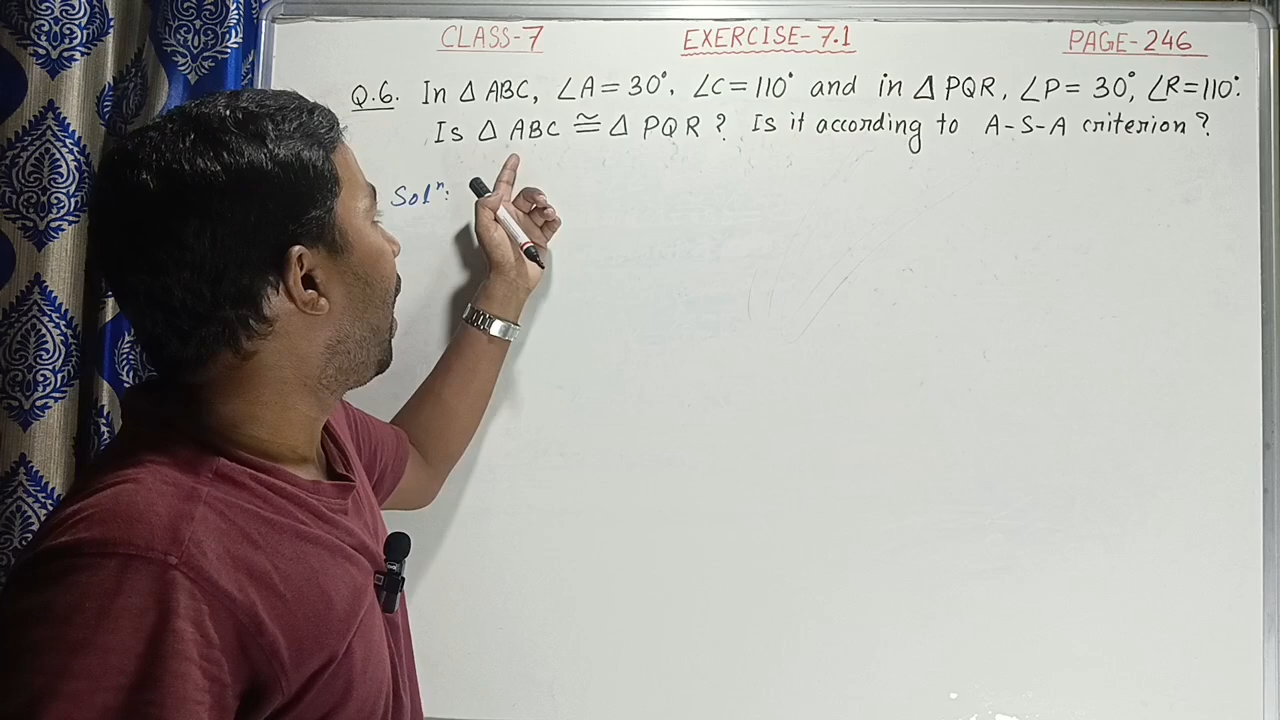 CLASS-7 EXERCISE-7.1 PAGE-246
Q.6. In Δ ABC, ∠A = 30°, ∠C = 110° and in Δ PQR, ∠P = 30°, ∠R = 110°.
Is Δ ABC ≅ Δ PQR ? Is it according to A-S-A criterion ?
Solⁿ: